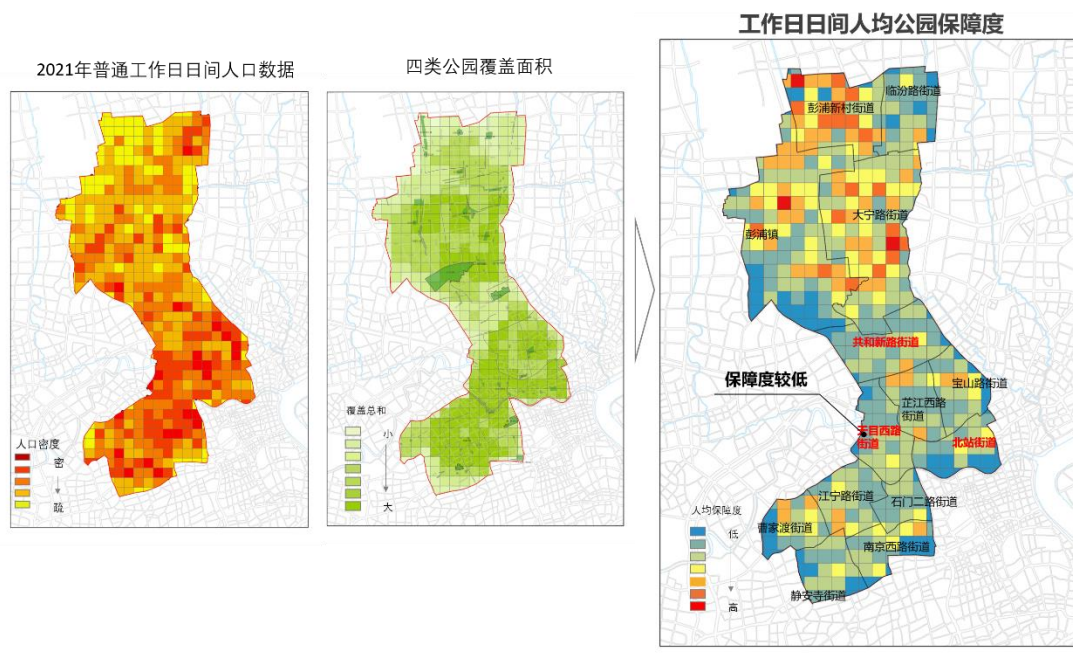 工作日日间人均公园保障度
2021年普通工作日日间人口数据
四类公园覆盖面积
人口密度
密
疏
覆盖总和
小
大
临汾路街道
彭浦新村街道
大宁路街道
彭浦镇
共和新路街道
保障度较低
宝山路街道
芷江西路
街道
天目西路
街道
北站街道
江宁路街道
石门二路街道
曹家渡街道
南京西路街道
静安寺街道
人均保障度
低
高